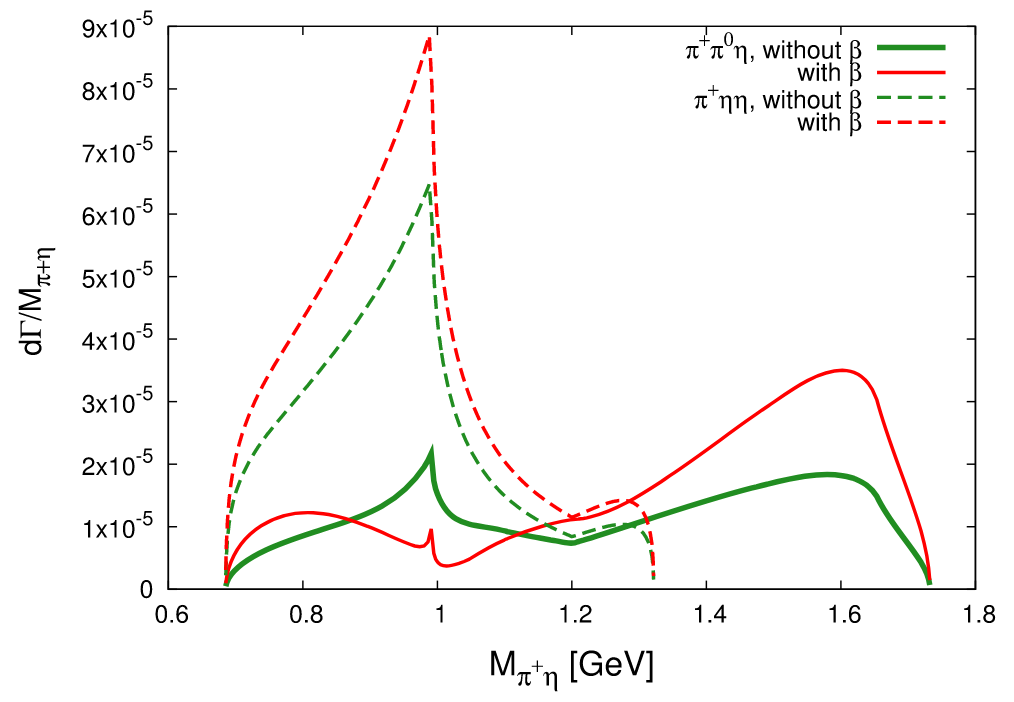 9x10⁻⁵
8x10⁻⁵
7x10⁻⁵
6x10⁻⁵
5x10⁻⁵
4x10⁻⁵
3x10⁻⁵
2x10⁻⁵
1x10⁻⁵
0
dΓ/Mπ+η
π⁺π⁰η, without β
with β
π⁺ηη, without β
with β
0.6 0.8 1 1.2 1.4 1.6 1.8
Mπ⁺η [GeV]